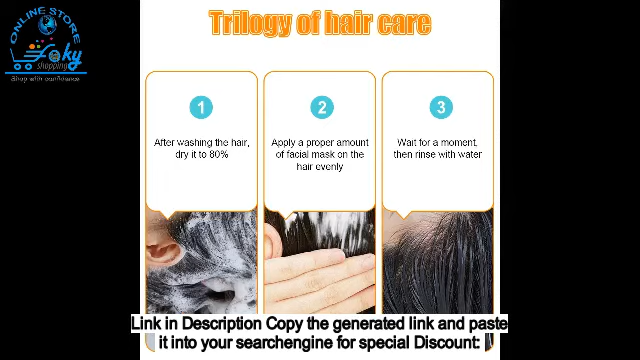 Trilogy of hair care
ONLINE STORE
Foky
shopping
Shop with confidence
1
After washing the hair,
dry it to 80%
2
Apply a proper amount
of facial mask on the
hair evenly
3
Wait for a moment,
then rinse with water
Link in Description Copy the generated link and paste
it into your searchengine for special Discount: